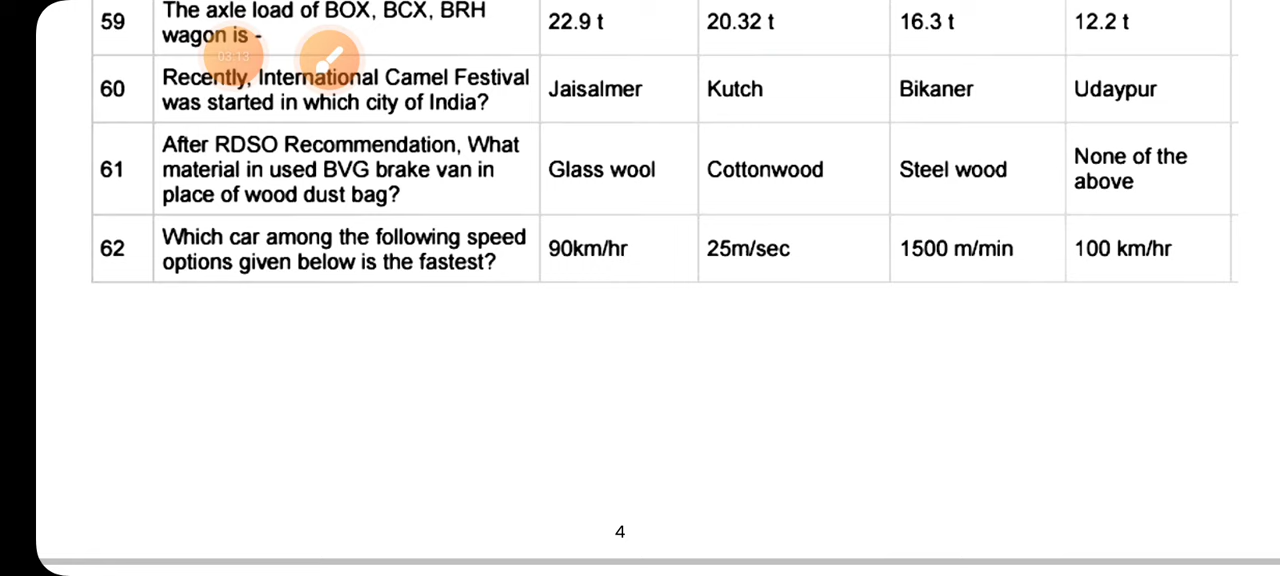 59 The axle load of BOX, BCX, BRH wagon is - 22.9 t 20.32 t 16.3 t 12.2 t
03:13
60 Recently, International Camel Festival was started in which city of India? Jaisalmer Kutch Bikaner Udaypur
61 After RDSO Recommendation, What material in used BVG brake van in place of wood dust bag? Glass wool Cottonwood Steel wood None of the above
62 Which car among the following speed options given below is the fastest? 90km/hr 25m/sec 1500 m/min 100 km/hr
4